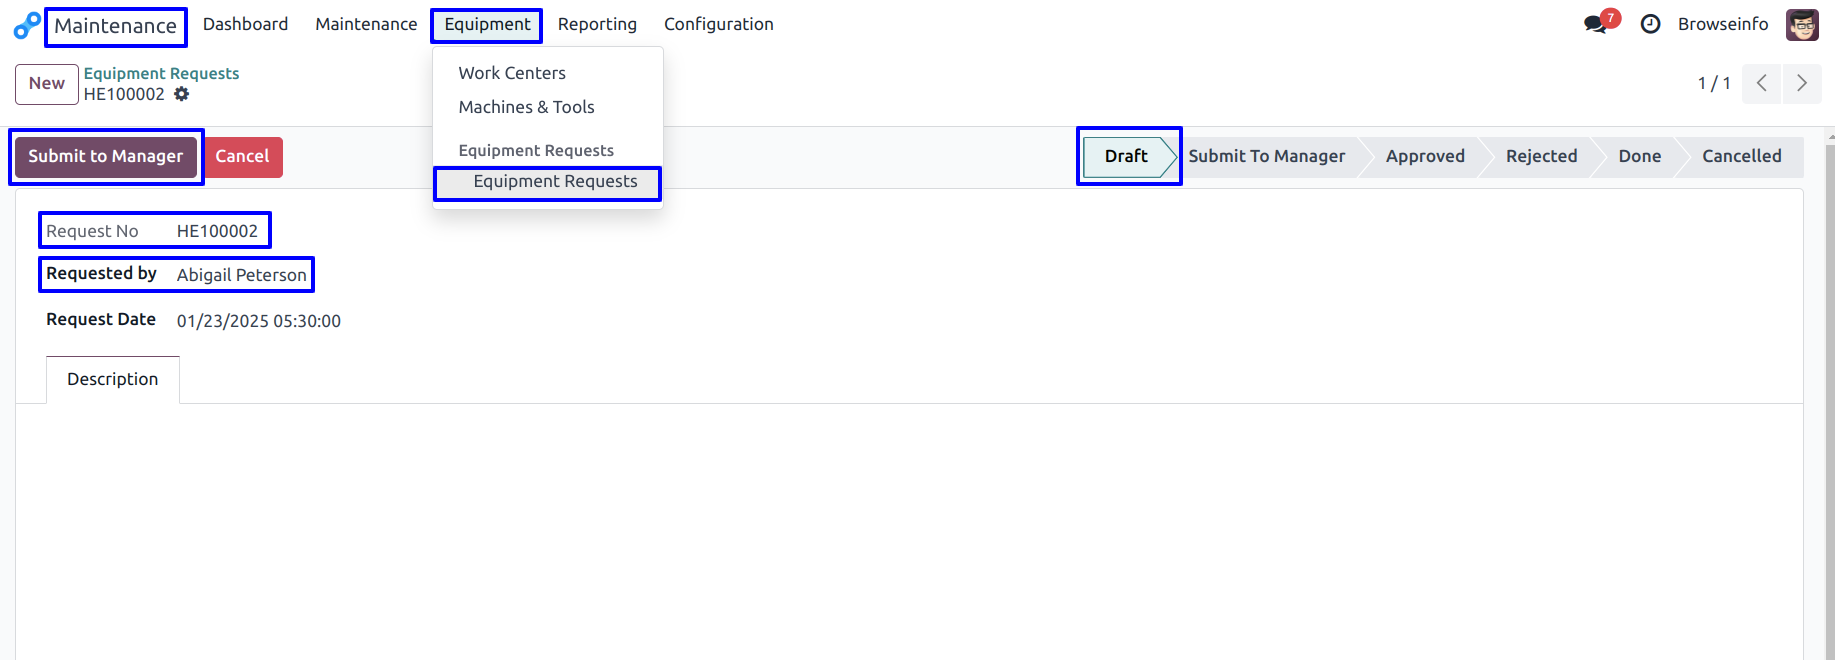 Maintenance Dashboard Maintenance Equipment Reporting Configuration 7 Browseinfo
New Equipment Requests
HE100002
1 / 1
Work Centers
Machines & Tools
Equipment Requests
Equipment Requests
Submit to Manager Cancel
Draft Submit To Manager Approved Rejected Done Cancelled
Request No HE100002
Requested by Abigail Peterson
Request Date 01/23/2025 05:30:00
Description